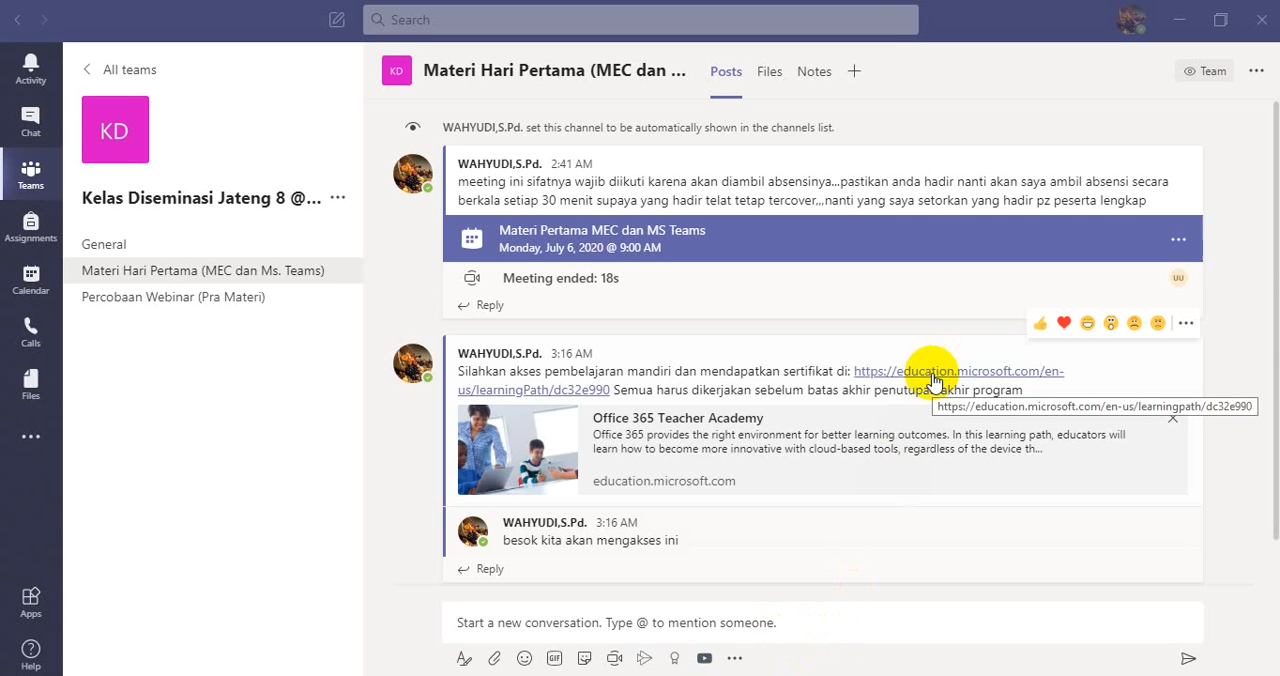 Search
Activity
Chat
Teams
Assignments
Calendar
Calls
Files
Apps
Help
All teams
KD
Kelas Diseminasi Jateng 8 @...
General
Materi Hari Pertama (MEC dan Ms. Teams)
Percobaan Webinar (Pra Materi)
KD
Materi Hari Pertama (MEC dan ...
Posts
Files
Notes
Team
WAHYUDI,S.Pd. set this channel to be automatically shown in the channels list.
WAHYUDI,S.Pd. 2:41 AM
meeting ini sifatnya wajib diikuti karena akan diambil absensinya...pastikan anda hadir nanti akan saya ambil absensi secara
berkala setiap 30 menit supaya yang hadir telat tetap tercover,,,nanti yang saya setorkan yang hadir pz peserta lengkap
Materi Pertama MEC dan MS Teams
Monday, July 6, 2020 @ 9:00 AM
Meeting ended: 18s
UU
Reply
WAHYUDI,S.Pd. 3:16 AM
Silahkan akses pembelajaran mandiri dan mendapatkan sertifikat di: https://education.microsoft.com/en-
us/learningPath/dc32e990 Semua harus dikerjakan sebelum batas akhir penutupan akhir program
https://education.microsoft.com/en-us/learningpath/dc32e990
Office 365 Teacher Academy
Office 365 provides the right environment for better learning outcomes. In this learning path, educators will
learn how to become more innovative with cloud-based tools, regardless of the device th...
education.microsoft.com
WAHYUDI,S.Pd. 3:16 AM
besok kita akan mengakses ini
Reply
Start a new conversation. Type @ to mention someone.
GIF